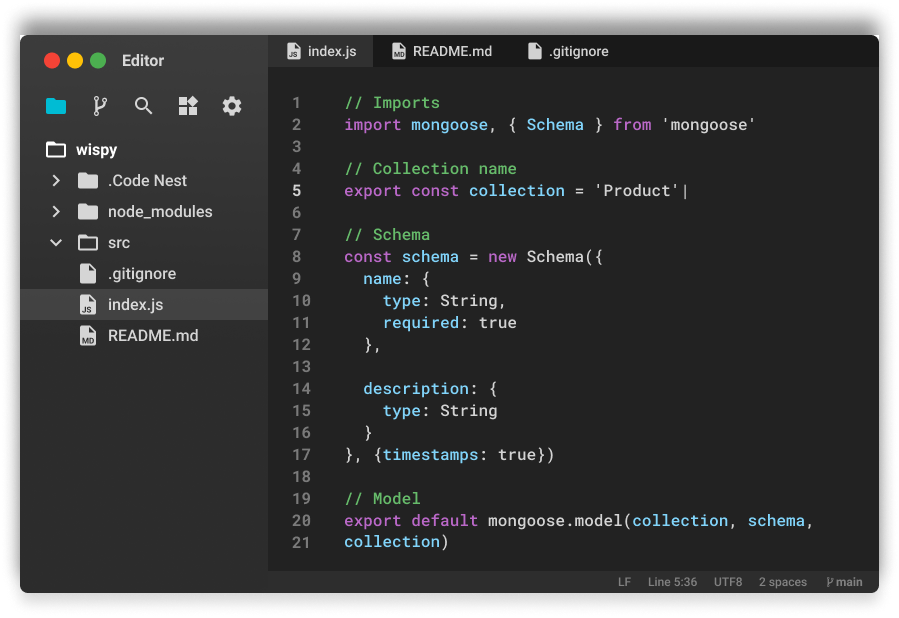 Editor
index.js
README.md
.gitignore
wispy
.Code Nest
node_modules
src
.gitignore
index.js
README.md
1 // Imports
2 import mongoose, { Schema } from 'mongoose'
3
4 // Collection name
5 export const collection = 'Product'|
6
7 // Schema
8 const schema = new Schema({
9   name: {
10     type: String,
11     required: true
12   },
13
14   description: {
15     type: String
16   }
17 }, {timestamps: true})
18
19 // Model
20 export default mongoose.model(collection, schema,
21 collection)
LF Line 5:36 UTF8 2 spaces main